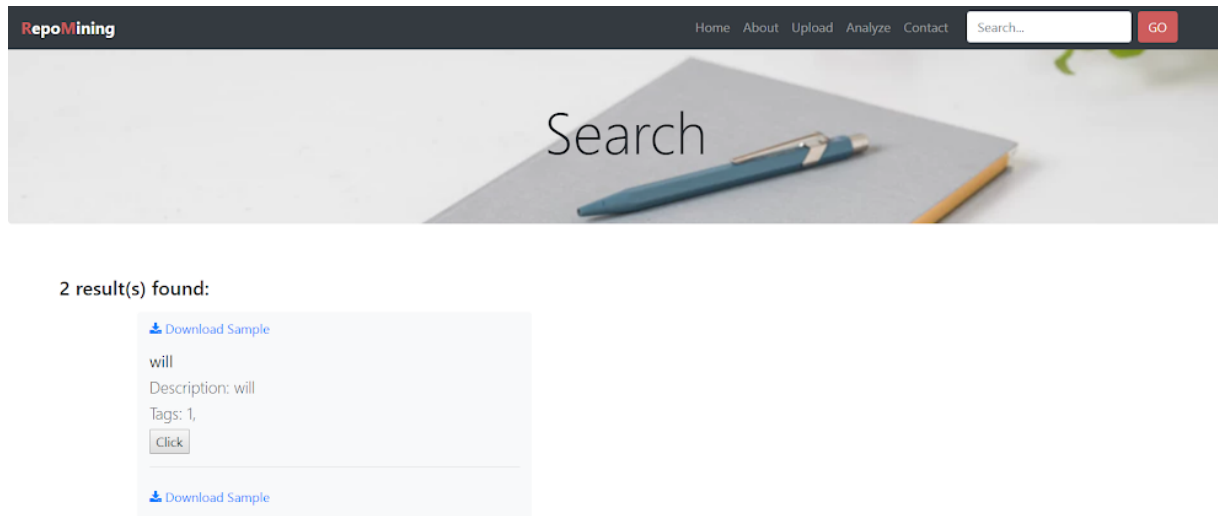 RepoMining Home About Upload Analyze Contact Search... GO
Search
2 result(s) found:
Download Sample
will
Description: will
Tags: 1,
Click
Download Sample